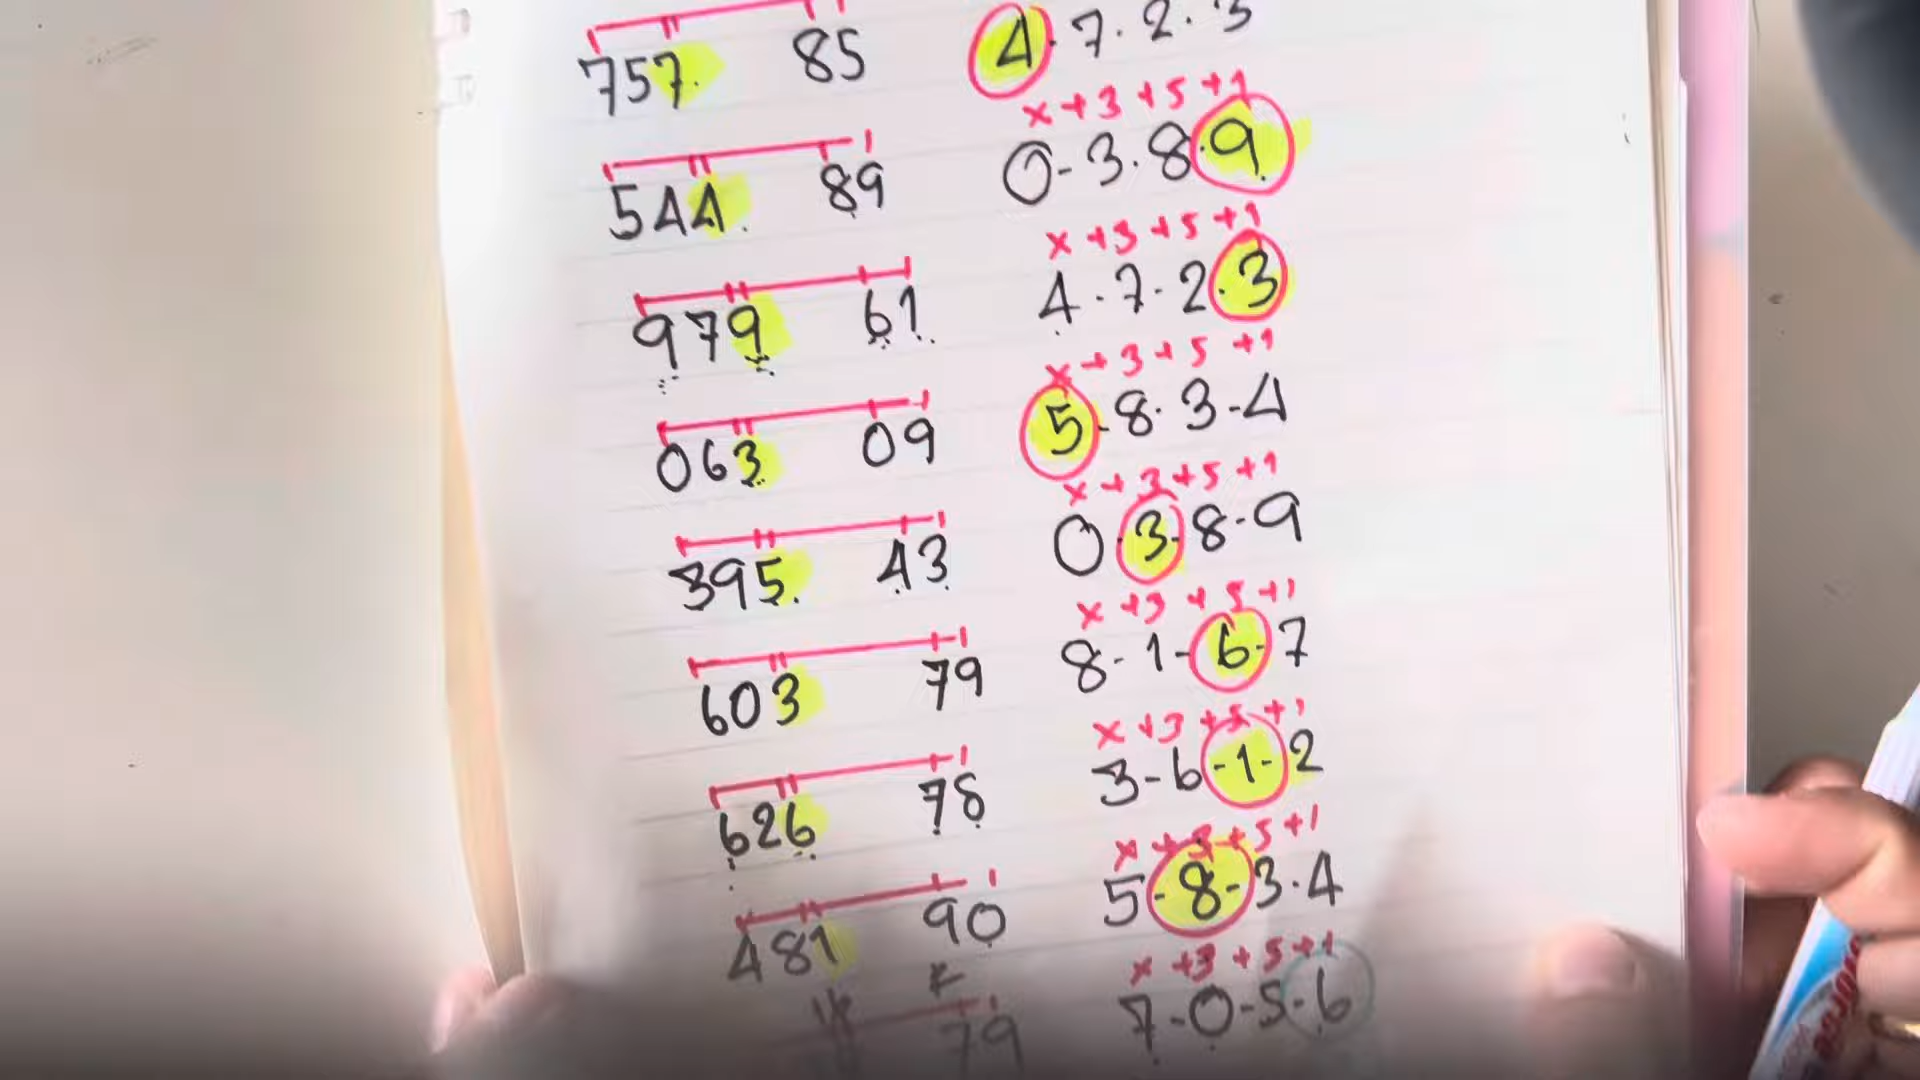 757 85 4.7.2.3
x+3+5+1
544 89 0-3.8.9
x+3+5+1
979 61 4.7.2.3
x+3+5+1
063 09 5-8.3-4
x+3+5+1
395 43 0.3-8-9
x+3+5+1
603 79 8-1-6-7
x+3+5+1
626 78 3-6-1-2
x+3+5+1
481 90 5-8-3.4
x+3+5+1
79 7-0-5-6